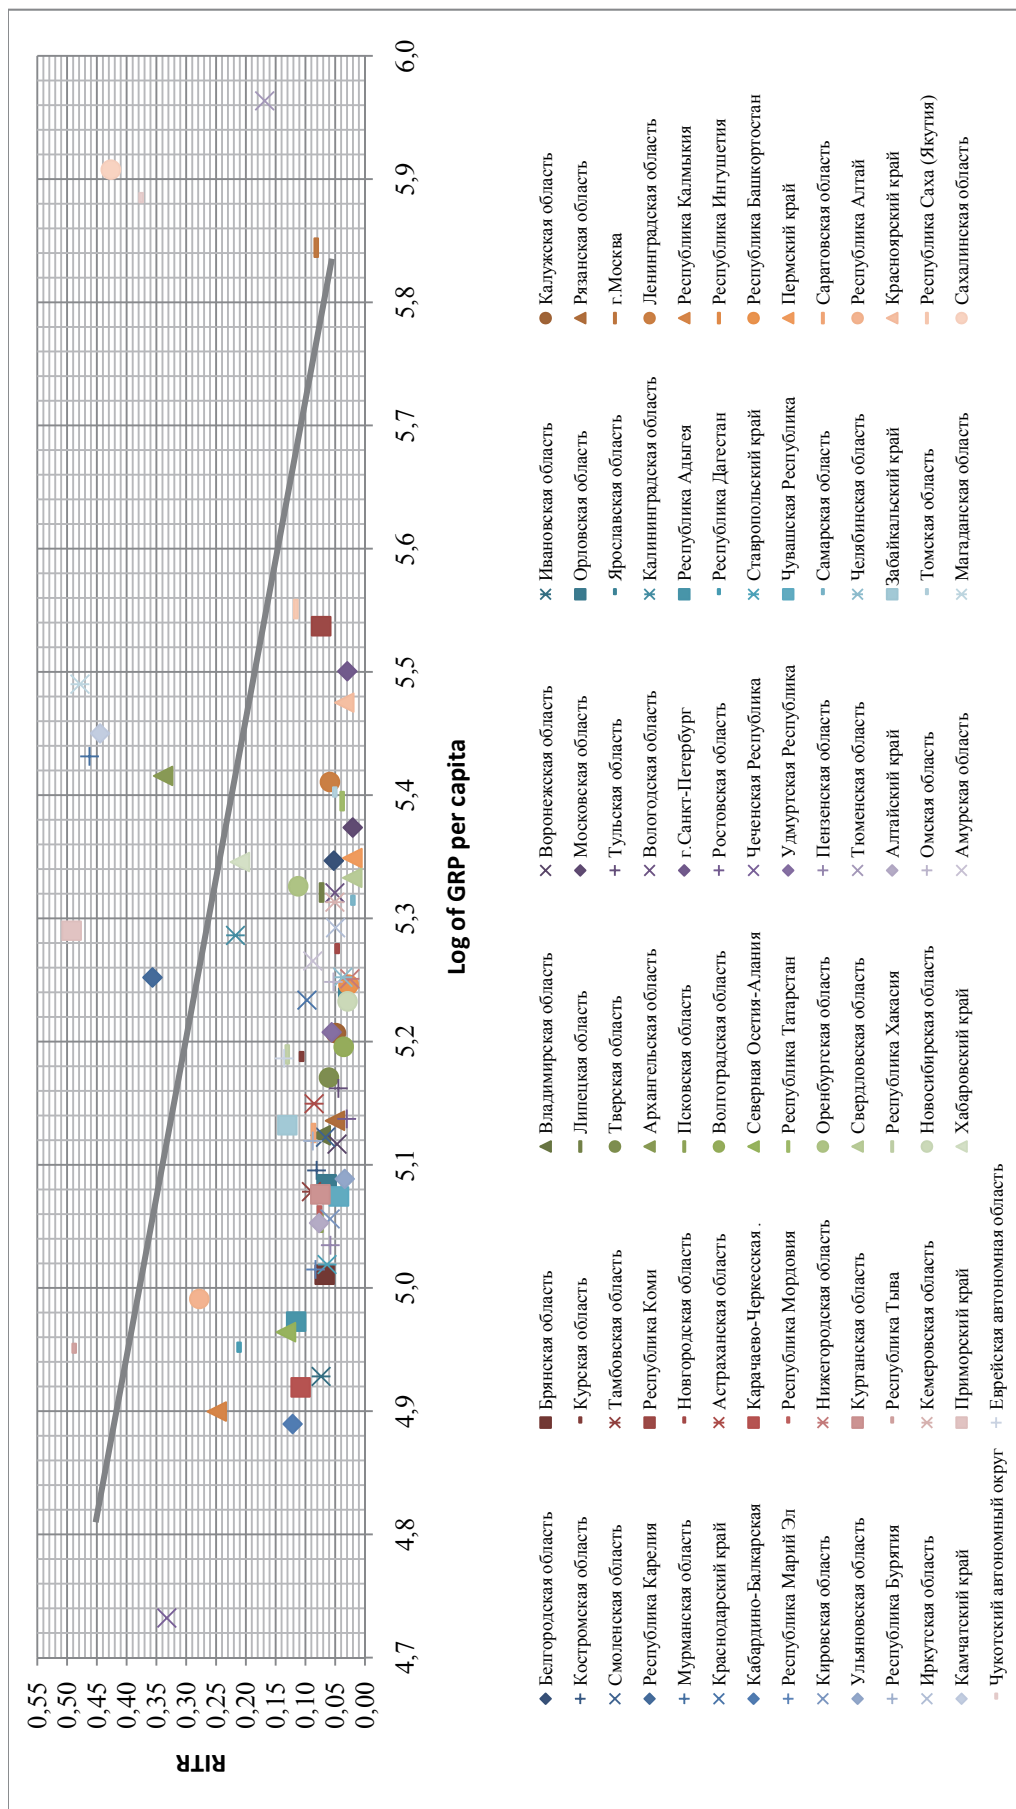 RITR
0,55
0,50
0,45
0,40
0,35
0,30
0,25
0,20
0,15
0,10
0,05
0,00
4,7 4,8 4,9 5,0 5,1 5,2 5,3 5,4 5,5 5,6 5,7 5,8 5,9 6,0
Log of GRP per capita
Белгородская область Брянская область Владимирская область Воронежская область Ивановская область Калужская область
Костромская область Курская область Липецкая область Московская область Орловская область Рязанская область
Смоленская область Тамбовская область Тверская область Тульская область Ярославская область г.Москва
Республика Карелия Республика Коми Архангельская область Вологодская область Калининградская область Ленинградская область
Мурманская область Новгородская область Псковская область г.Санкт-Петербург Республика Адыгея Республика Калмыкия
Краснодарский край Астраханская область Волгоградская область Ростовская область Республика Дагестан Республика Ингушетия
Кабардино-Балкарская Карачаево-Черкесская . Северная Осетия-Алания Чеченская Республика Ставропольский край Республика Башкортостан
Республика Марий Эл Республика Мордовия Республика Татарстан Удмуртская Республика Чувашская Республика Пермский край
Кировская область Нижегородская область Оренбургская область Пензенская область Самарская область Саратовская область
Ульяновская область Курганская область Свердловская область Тюменская область Челябинская область Республика Алтай
Республика Бурятия Республика Тыва Республика Хакасия Алтайский край Забайкальский край Красноярский край
Иркутская область Кемеровская область Новосибирская область Омская область Томская область Республика Саха (Якутия)
Камчатский край Приморский край Хабаровский край Амурская область Магаданская область Сахалинская область
Чукотский автономный округ Еврейская автономная область